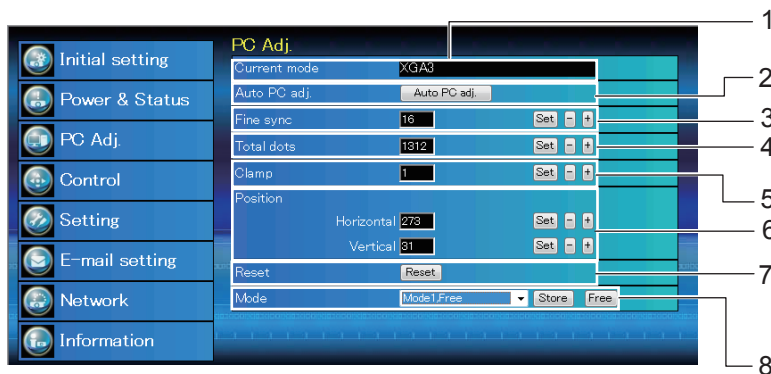 Initial setting
Power & Status
PC Adj.
Control
Setting
E-mail setting
Network
Information
PC Adj.
Current mode XGA3 1
Auto PC adj. Auto PC adj. 2
Fine sync 16 Set - + 3
Total dots 1312 Set - + 4
Clamp 1 Set - + 5
Position 6
Horizontal 273 Set - +
Vertical 31 Set - +
Reset Reset 7
Mode Mode1,Free Store Free 8